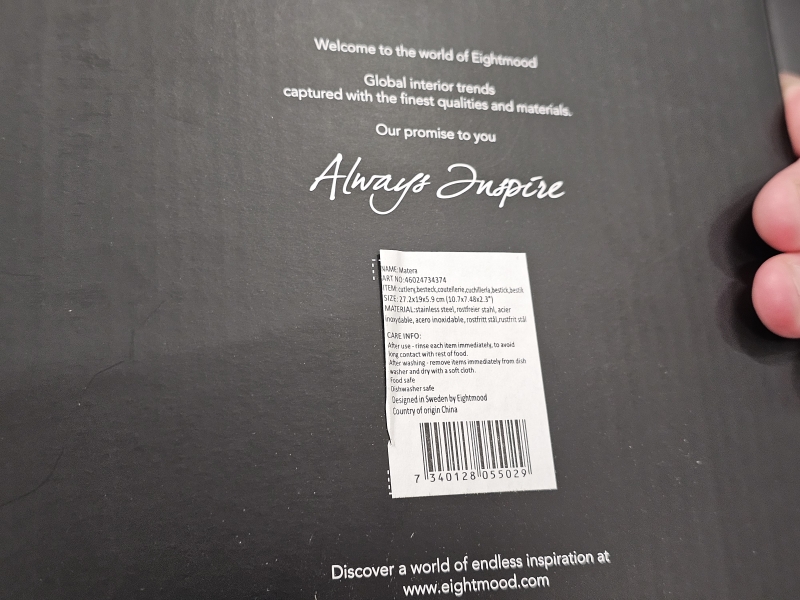 Welcome to the world of Eightmood
Global interior trends
captured with the finest qualities and materials.
Our promise to you
Always Inspire
NAME: Matera
ART NO: 46024734374
ITEM: cutlery,besteck,coutellerie,cuchillería,bestick,bestik
SIZE: 27.2x19x5.9 cm (10.7x7.48x2.3")
MATERIAL:stainless steel, rostfreier stahl, acier
inoxydable, acero inoxidable, rostfritt stål,rustfrit stål
CARE INFO:
After use - rinse each item immediately, to avoid
long contact with rest of food.
After washing - remove items immediately from dish
washer and dry with a soft cloth.
Food safe
Dishwasher safe
Designed in Sweden by Eightmood
Country of origin China
7 340128 055029
Discover a world of endless inspiration at
www.eightmood.com